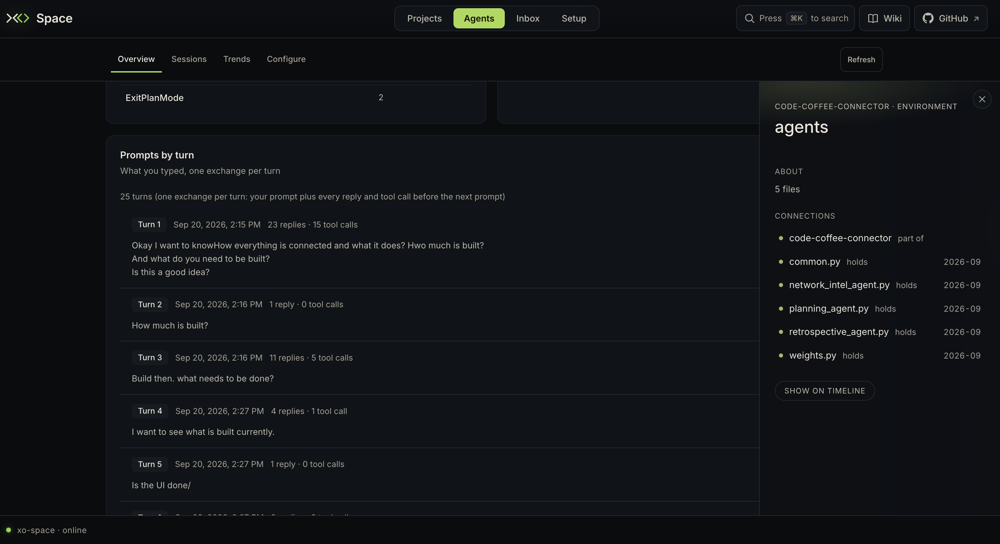 Space
Projects
Agents
Inbox
Setup
Press ⌘K to search
Wiki
GitHub ↗
Overview
Sessions
Trends
Configure
Refresh
ExitPlanMode 2
Prompts by turn
What you typed, one exchange per turn
25 turns (one exchange per turn: your prompt plus every reply and tool call before the next prompt)
Turn 1 Sep 20, 2026, 2:15 PM 23 replies · 15 tool calls
Okay I want to knowHow everything is connected and what it does? Hwo much is built?
And what do you need to be built?
Is this a good idea?
Turn 2 Sep 20, 2026, 2:16 PM 1 reply · 0 tool calls
How much is built?
Turn 3 Sep 20, 2026, 2:16 PM 11 replies · 5 tool calls
Build then. what needs to be done?
Turn 4 Sep 20, 2026, 2:27 PM 4 replies · 1 tool call
I want to see what is built currently.
Turn 5 Sep 20, 2026, 2:27 PM 1 reply · 0 tool calls
Is the UI done/
CODE-COFFEE-CONNECTOR · ENVIRONMENT
agents
ABOUT
5 files
CONNECTIONS
code-coffee-connector part of
common.py holds 2026-09
network_intel_agent.py holds 2026-09
planning_agent.py holds 2026-09
retrospective_agent.py holds 2026-09
weights.py holds 2026-09
SHOW ON TIMELINE
xo-space · online